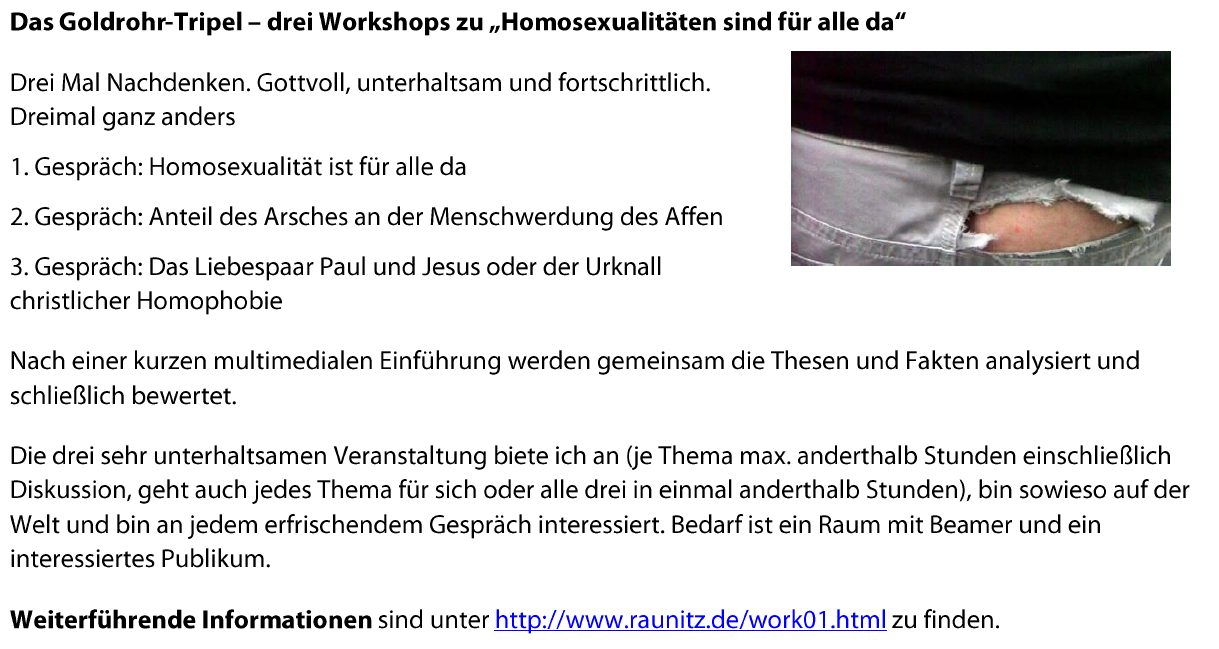 Das Goldrohr-Tripel – drei Workshops zu „Homosexualitäten sind für alle da“
Drei Mal Nachdenken. Gottvoll, unterhaltsam und fortschrittlich.
Dreimal ganz anders
1. Gespräch: Homosexualität ist für alle da
2. Gespräch: Anteil des Arsches an der Menschwerdung des Affen
3. Gespräch: Das Liebespaar Paul und Jesus oder der Urknall
christlicher Homophobie
Nach einer kurzen multimedialen Einführung werden gemeinsam die Thesen und Fakten analysiert und
schließlich bewertet.
Die drei sehr unterhaltsamen Veranstaltung biete ich an (je Thema max. anderthalb Stunden einschließlich
Diskussion, geht auch jedes Thema für sich oder alle drei in einmal anderthalb Stunden), bin sowieso auf der
Welt und bin an jedem erfrischendem Gespräch interessiert. Bedarf ist ein Raum mit Beamer und ein
interessiertes Publikum.
Weiterführende Informationen sind unter http://www.raunitz.de/work01.html zu finden.